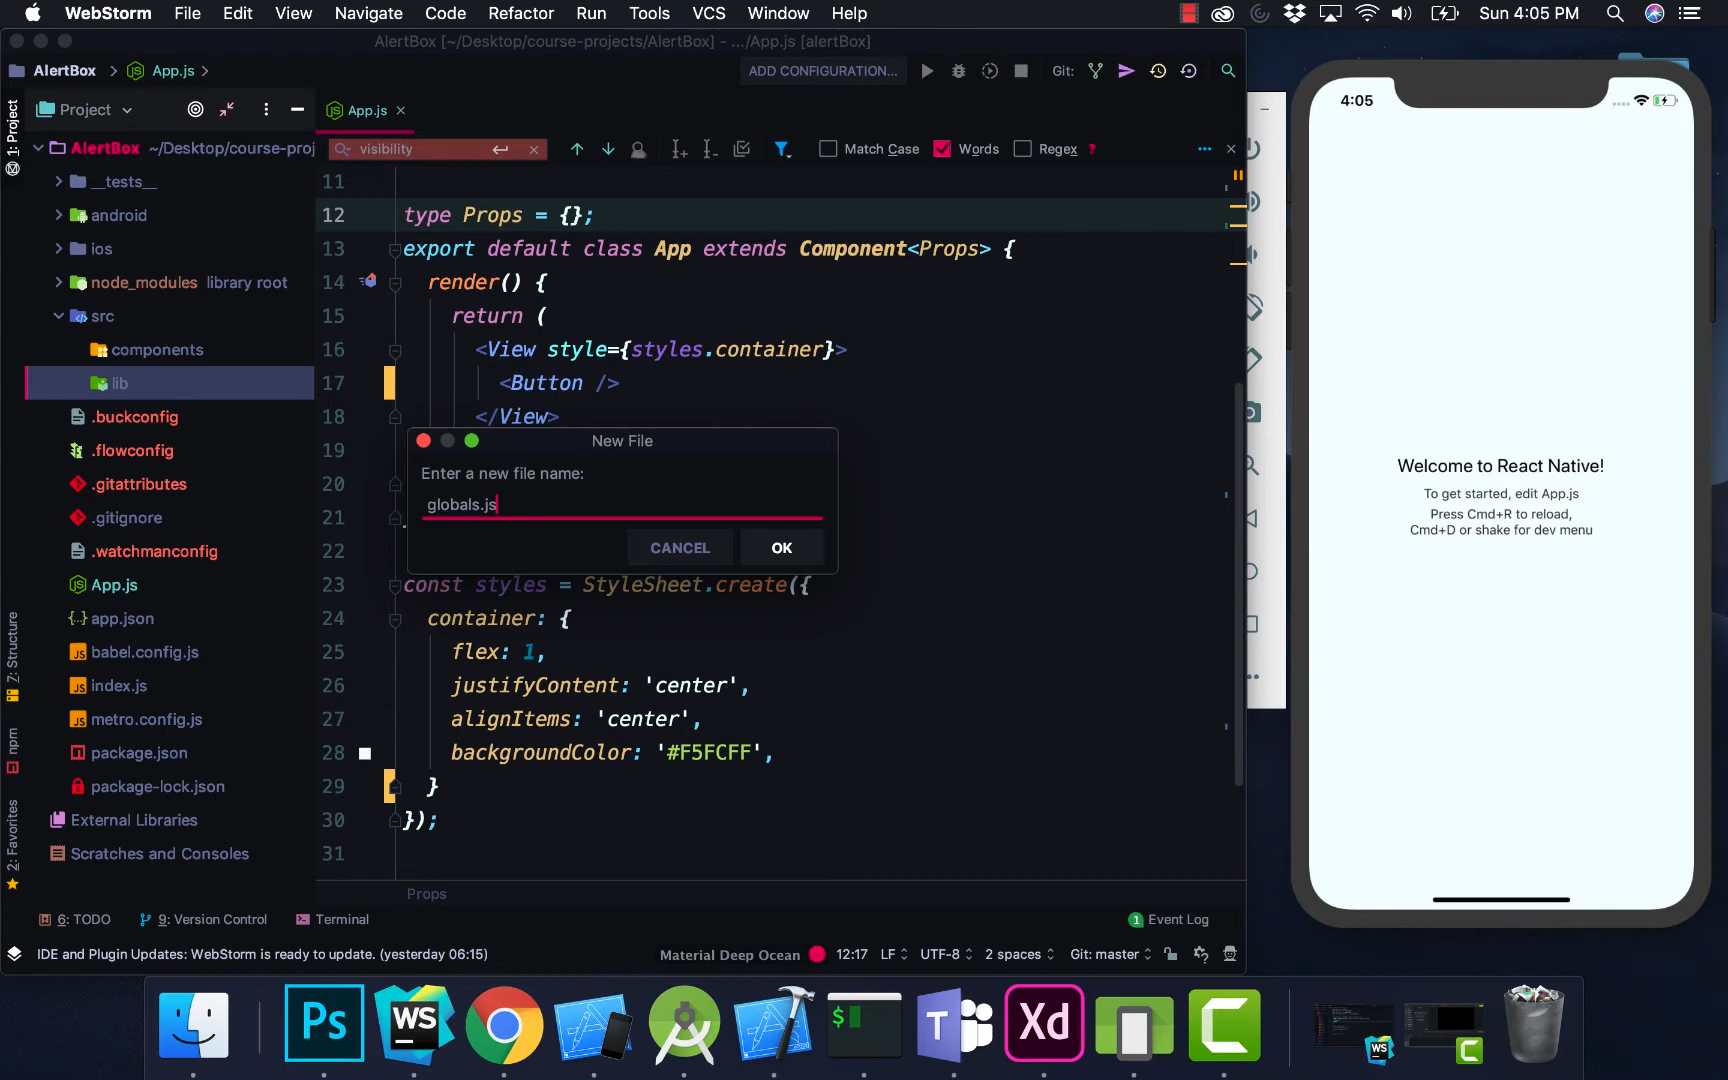 WebStorm File Edit View Navigate Code Refactor Run Tools VCS Window Help Sun 4:05 PM
AlertBox [~/Desktop/course-projects/AlertBox] - .../App.js [alertBox]
AlertBox App.js ADD CONFIGURATION... Git:
Project App.js
1: Project
AlertBox ~/Desktop/course-proj
visibility Match Case Words Regex ?
__tests__
android
ios
node_modules library root
src
components
lib
.buckconfig
.flowconfig
.gitattributes
.gitignore
.watchmanconfig
App.js
app.json
babel.config.js
index.js
metro.config.js
package.json
package-lock.json
External Libraries
Scratches and Consoles
7: Structure
npm
2: Favorites
11
12 type Props = {};
13 export default class App extends Component<Props> {
14 render() {
15 return (
16 <View style={styles.container}>
17 <Button />
18 </View>
19
20
21
22
23 const styles = StyleSheet.create({
24 container: {
25 flex: 1,
26 justifyContent: 'center',
27 alignItems: 'center',
28 backgroundColor: '#F5FCFF',
29 }
30 });
31
New File
Enter a new file name:
globals.js
CANCEL OK
Props
6: TODO 9: Version Control Terminal 1 Event Log
IDE and Plugin Updates: WebStorm is ready to update. (yesterday 06:15) Material Deep Ocean 12:17 LF UTF-8 2 spaces Git: master
4:05
Welcome to React Native!
To get started, edit App.js
Press Cmd+R to reload,
Cmd+D or shake for dev menu
Ps WS $ T Xd C WS C